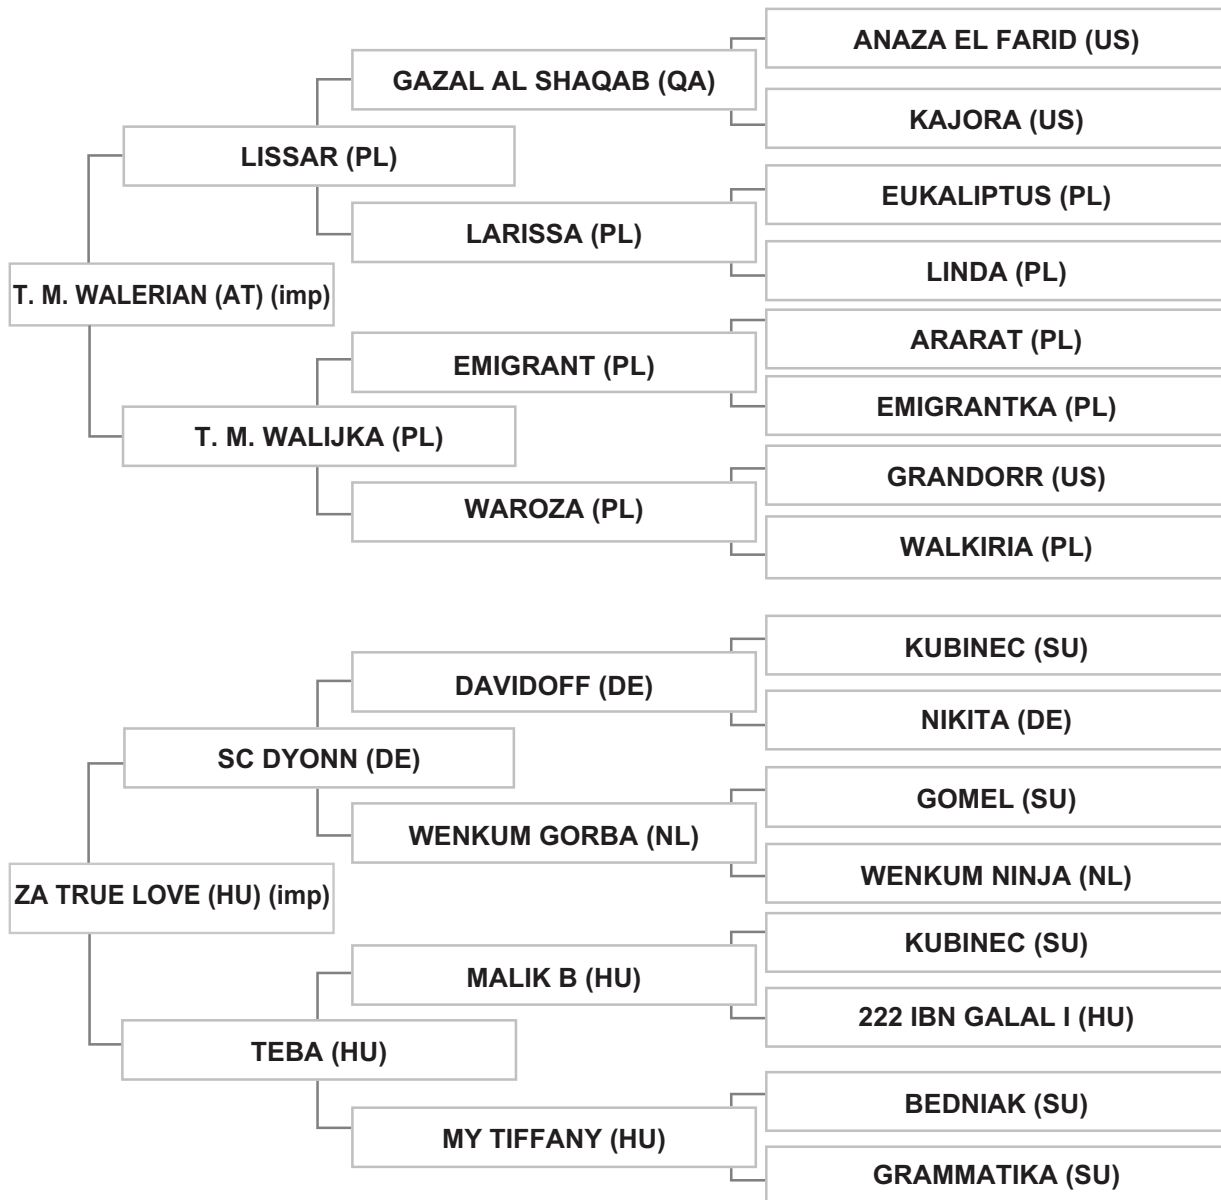 ANAZA EL FARID (US)
GAZAL AL SHAQAB (QA)
KAJORA (US)
LISSAR (PL)
EUKALIPTUS (PL)
LARISSA (PL)
LINDA (PL)
T. M. WALERIAN (AT) (imp)
ARARAT (PL)
EMIGRANT (PL)
EMIGRANTKA (PL)
T. M. WALIJKA (PL)
GRANDORR (US)
WAROZA (PL)
WALKIRIA (PL)
KUBINEC (SU)
DAVIDOFF (DE)
NIKITA (DE)
SC DYONN (DE)
GOMEL (SU)
WENKUM GORBA (NL)
WENKUM NINJA (NL)
ZA TRUE LOVE (HU) (imp)
KUBINEC (SU)
MALIK B (HU)
222 IBN GALAL I (HU)
TEBA (HU)
BEDNIAK (SU)
MY TIFFANY (HU)
GRAMMATIKA (SU)